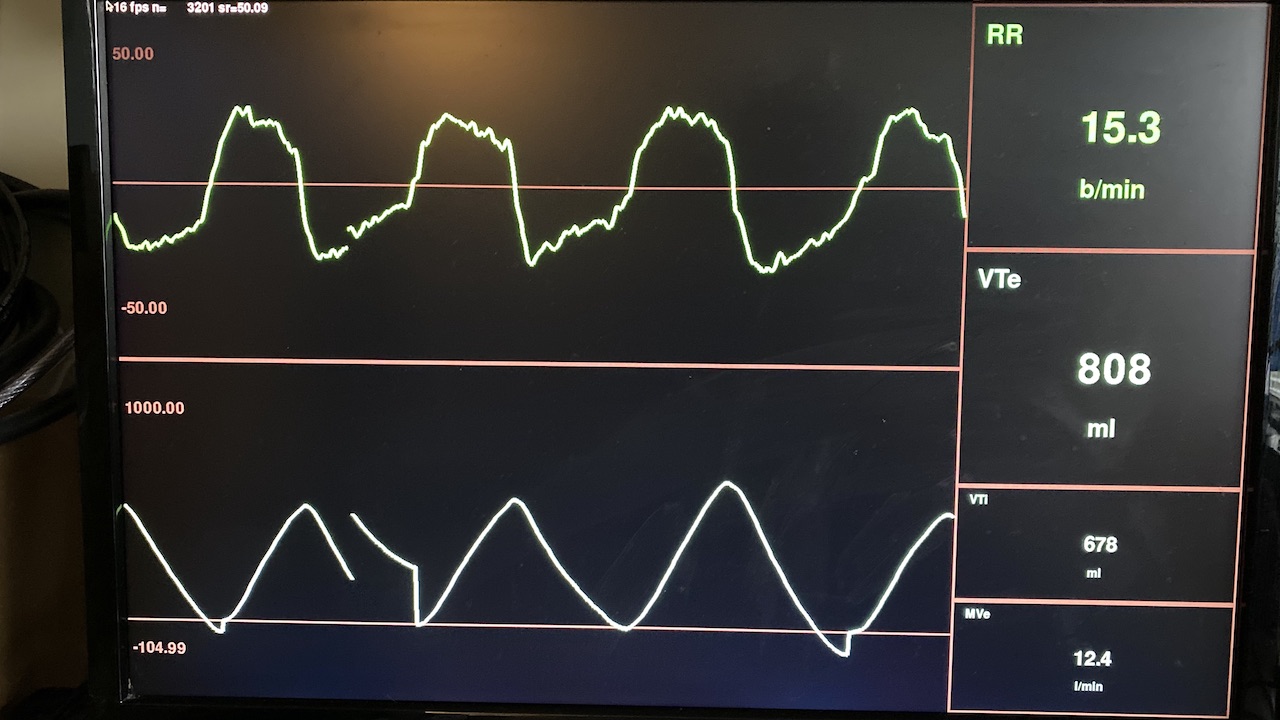 16 fps n= 3201 sr=50.09
50.00
-50.00
1000.00
-104.99
RR
15.3
b/min
VTe
808
ml
VTI
678
ml
MVe
12.4
l/min